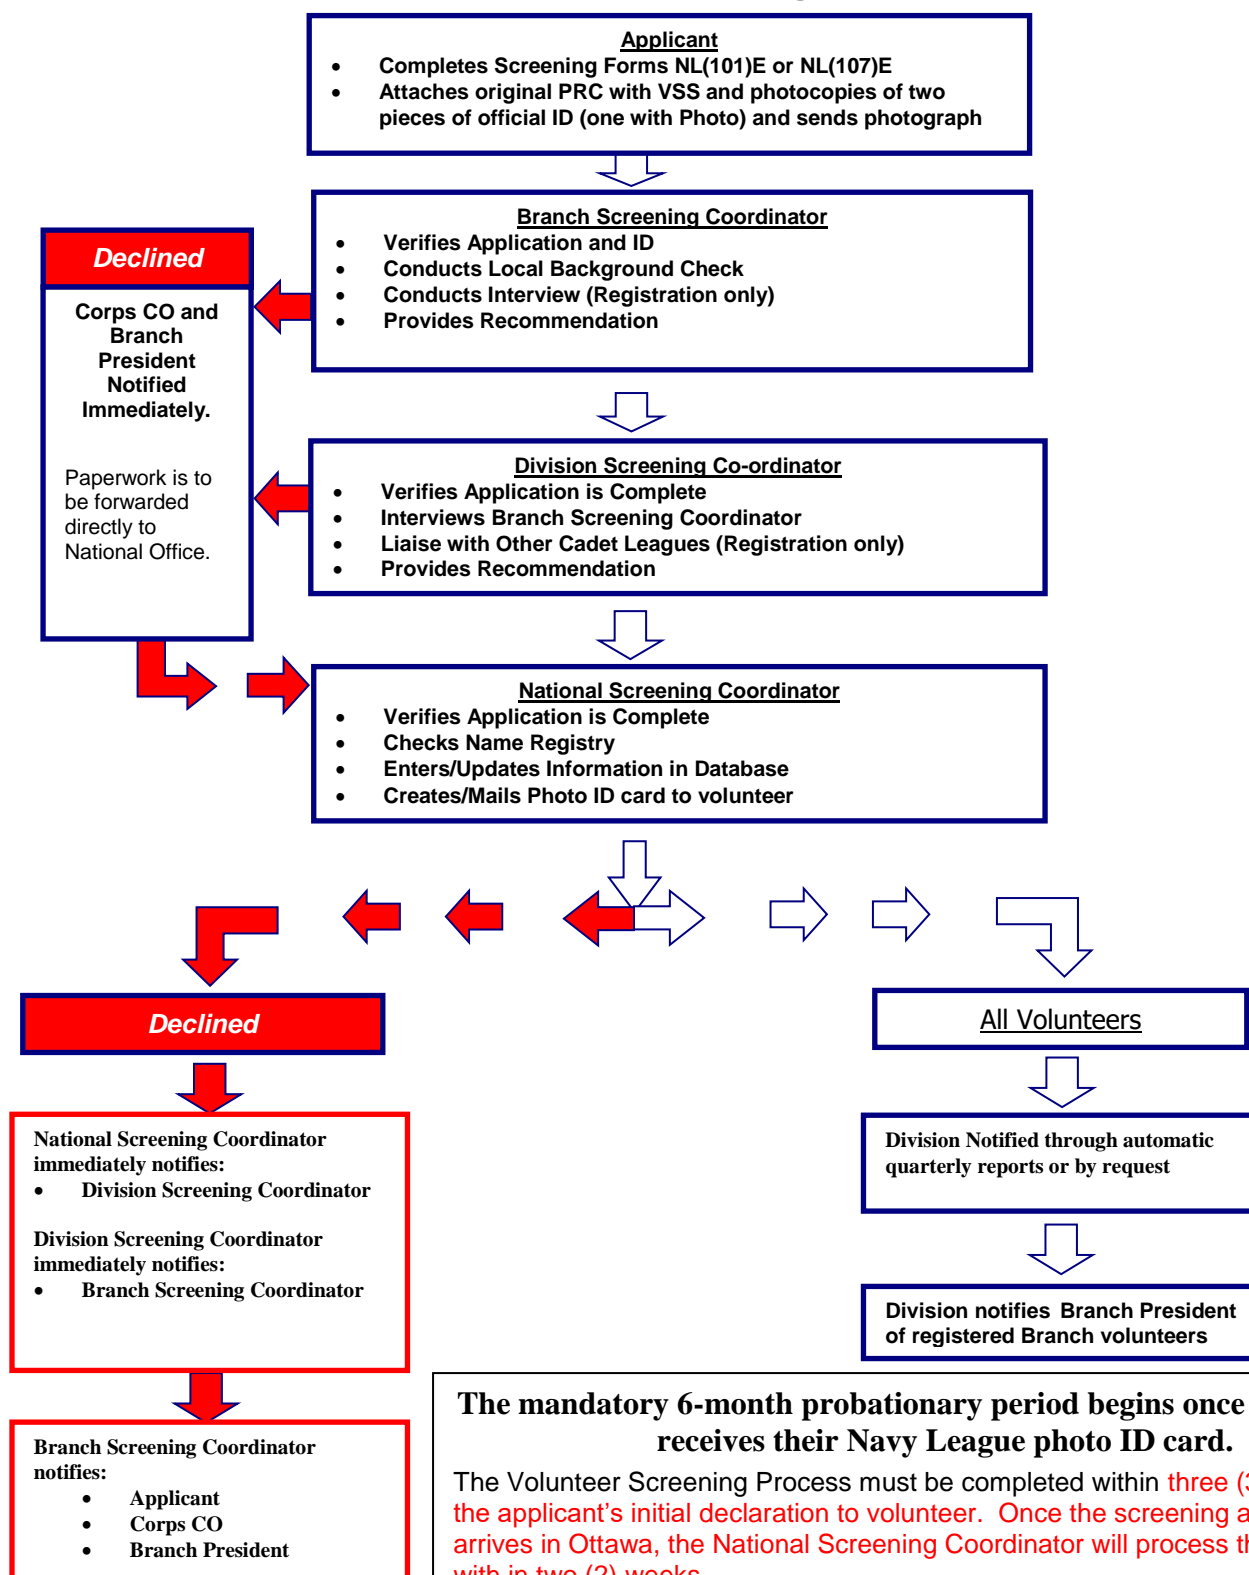 Applicant
• Completes Screening Forms NL(101)E or NL(107)E
• Attaches original PRC with VSS and photocopies of two
pieces of official ID (one with Photo) and sends photograph
Branch Screening Coordinator
• Verifies Application and ID
• Conducts Local Background Check
• Conducts Interview (Registration only)
• Provides Recommendation
Declined
Corps CO and
Branch
President
Notified
Immediately.
Paperwork is to
be forwarded
directly to
National Office.
Division Screening Co-ordinator
• Verifies Application is Complete
• Interviews Branch Screening Coordinator
• Liaise with Other Cadet Leagues (Registration only)
• Provides Recommendation
National Screening Coordinator
• Verifies Application is Complete
• Checks Name Registry
• Enters/Updates Information in Database
• Creates/Mails Photo ID card to volunteer
Declined
National Screening Coordinator
immediately notifies:
• Division Screening Coordinator
Division Screening Coordinator
immediately notifies:
• Branch Screening Coordinator
Branch Screening Coordinator
notifies:
• Applicant
• Corps CO
• Branch President
All Volunteers
Division Notified through automatic
quarterly reports or by request
Division notifies Branch President
of registered Branch volunteers
The mandatory 6-month probationary period begins once
receives their Navy League photo ID card.
The Volunteer Screening Process must be completed within three (3
the applicant's initial declaration to volunteer. Once the screening a
arrives in Ottawa, the National Screening Coordinator will process th
with in two (2) weeks